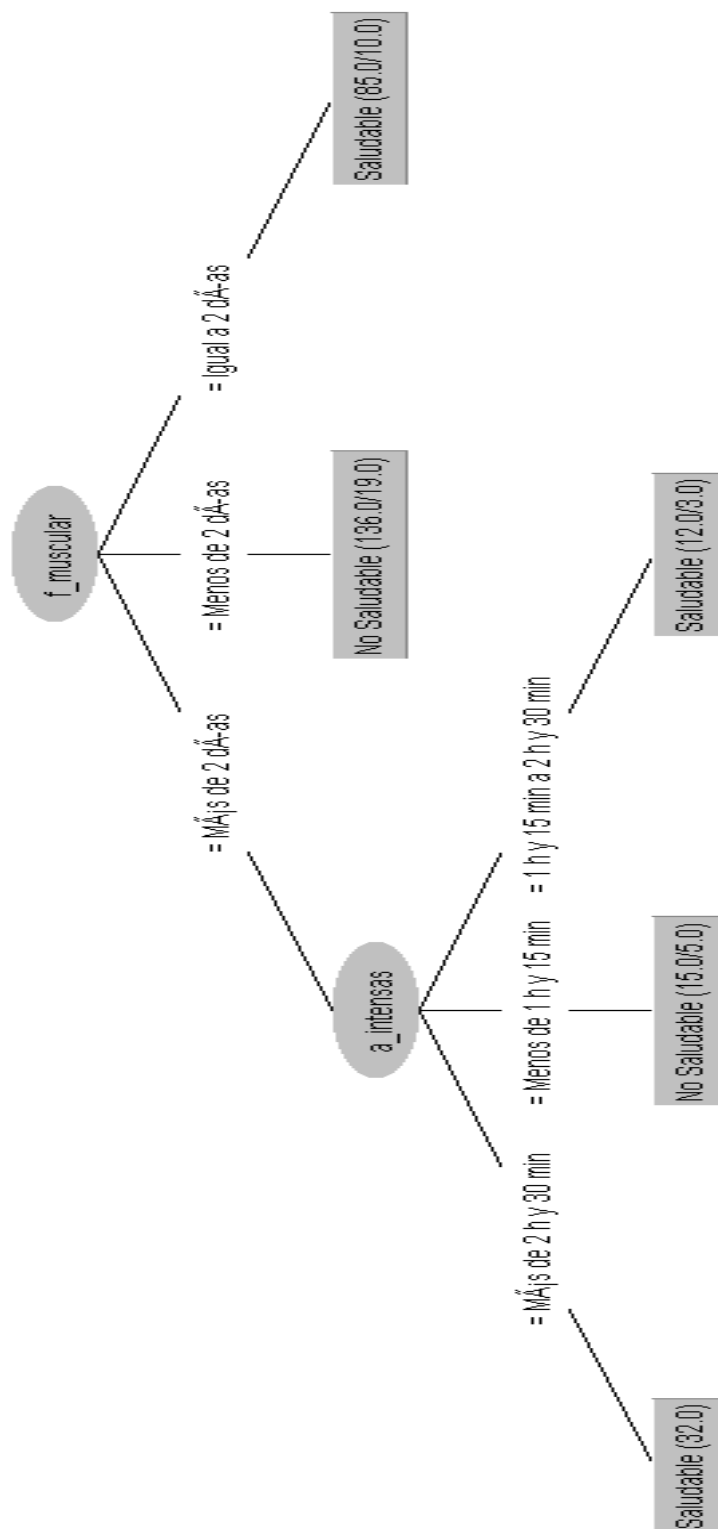 f_muscular
= MÃ¡s de 2 dÃ­-as
= Menos de 2 dÃ­-as
= Igual a 2 dÃ­-as
a_intensas
No Saludable (136.0/19.0)
Saludable (85.0/10.0)
= MÃ¡s de 2 h y 30 min
= Menos de 1 h y 15 min
= 1 h y 15 min a 2 h y 30 min
Saludable (32.0)
No Saludable (15.0/5.0)
Saludable (12.0/3.0)